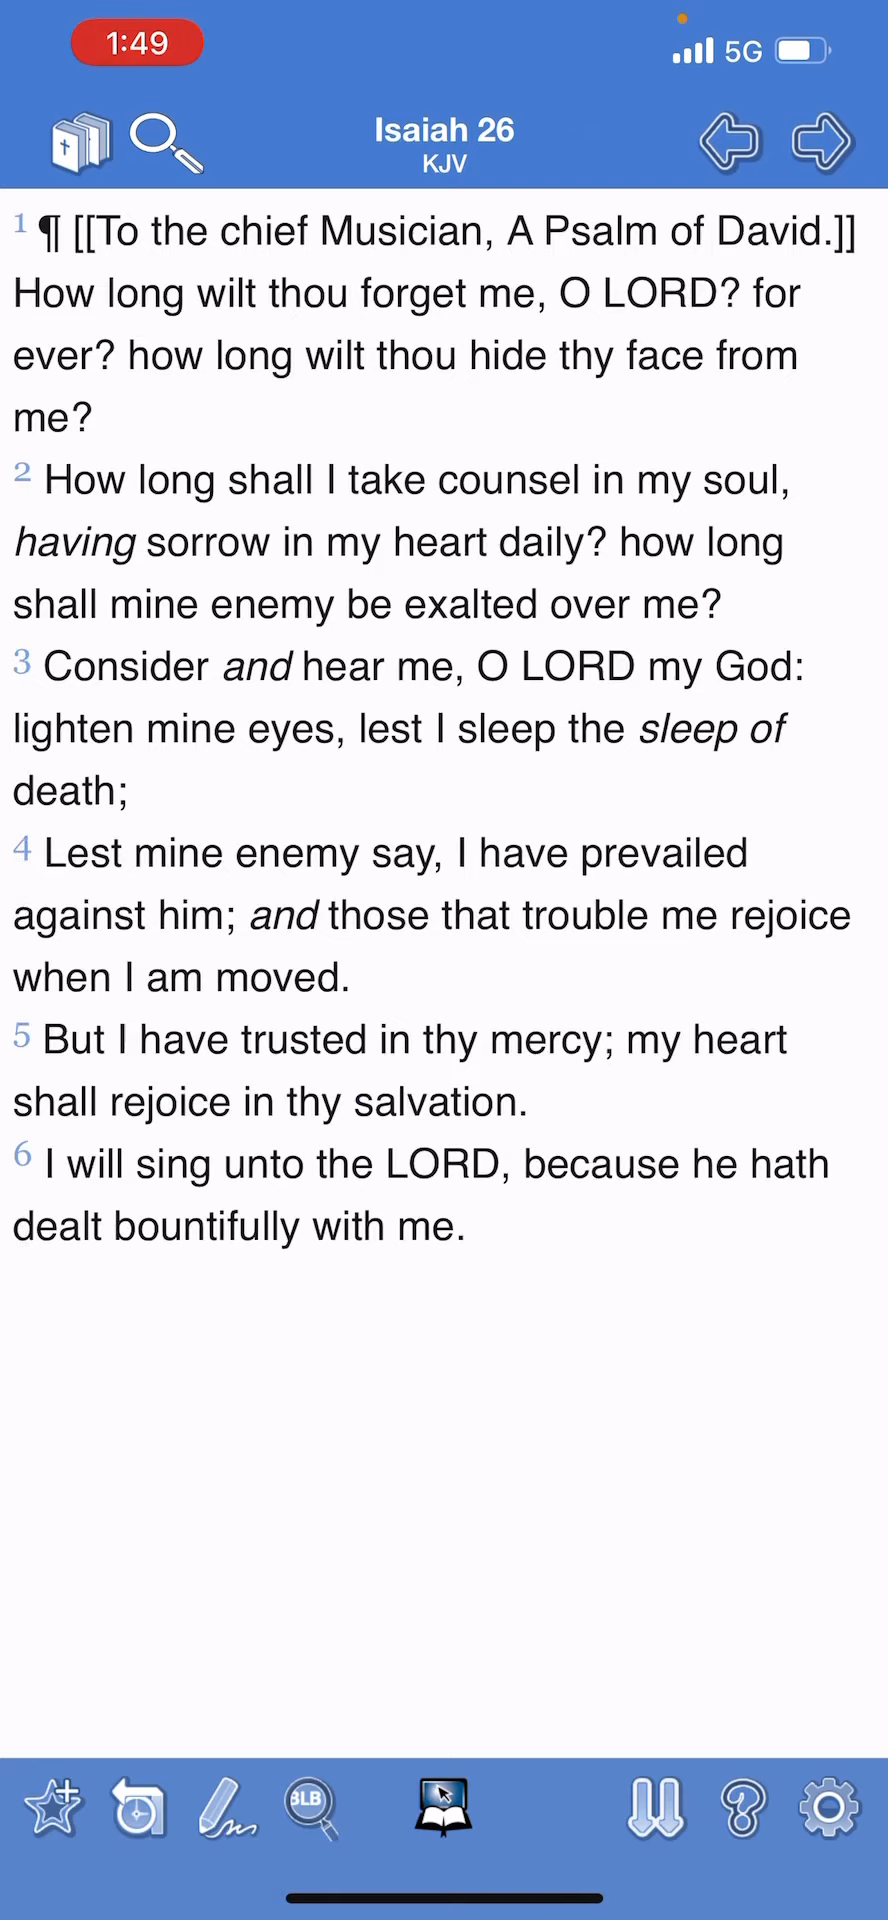 1:49
5G
Isaiah 26
KJV
1 ¶ [[To the chief Musician, A Psalm of David.]]
How long wilt thou forget me, O LORD? for
ever? how long wilt thou hide thy face from
me?
2 How long shall I take counsel in my soul,
having sorrow in my heart daily? how long
shall mine enemy be exalted over me?
3 Consider and hear me, O LORD my God:
lighten mine eyes, lest I sleep the sleep of
death;
4 Lest mine enemy say, I have prevailed
against him; and those that trouble me rejoice
when I am moved.
5 But I have trusted in thy mercy; my heart
shall rejoice in thy salvation.
6 I will sing unto the LORD, because he hath
dealt bountifully with me.
BLB